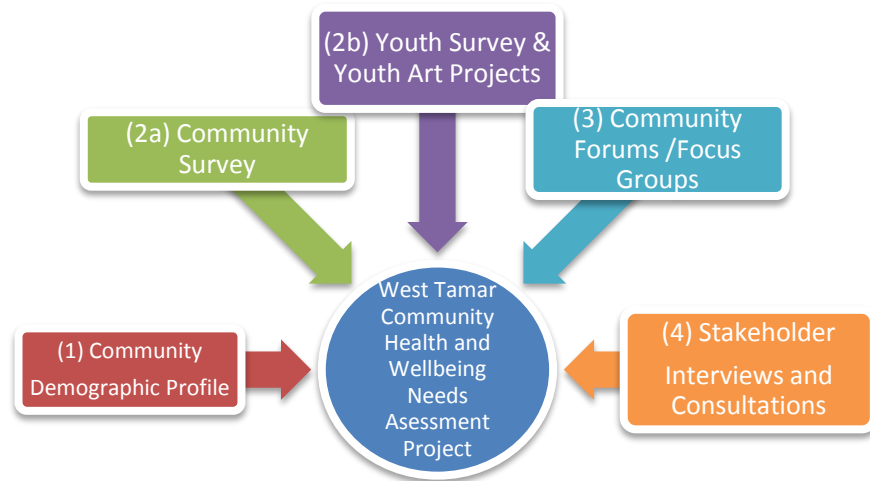 (2b) Youth Survey &
Youth Art Projects
(2a) Community
Survey
(3) Community
Forums /Focus
Groups
West Tamar
Community
Health and
Wellbeing
Needs
Asessment
Project
(1) Community
Demographic Profile
(4) Stakeholder
Interviews and
Consultations